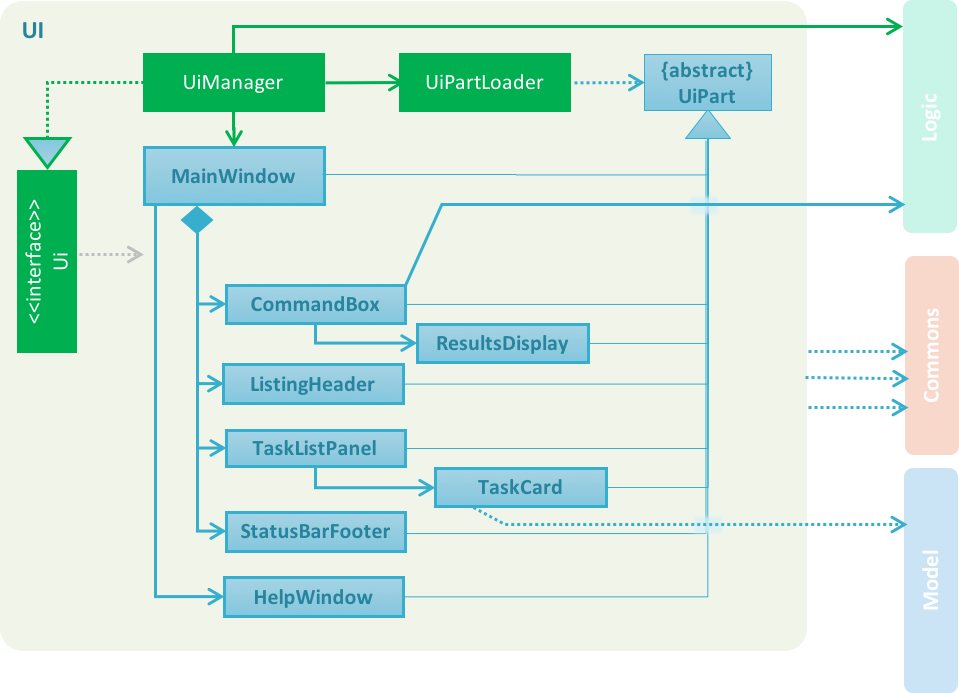 UI
UiManager
UiPartLoader
{abstract}
UiPart
Logic
MainWindow
<<interface>>
Ui
CommandBox
ResultsDisplay
Commons
ListingHeader
TaskListPanel
TaskCard
StatusBarFooter
Model
HelpWindow